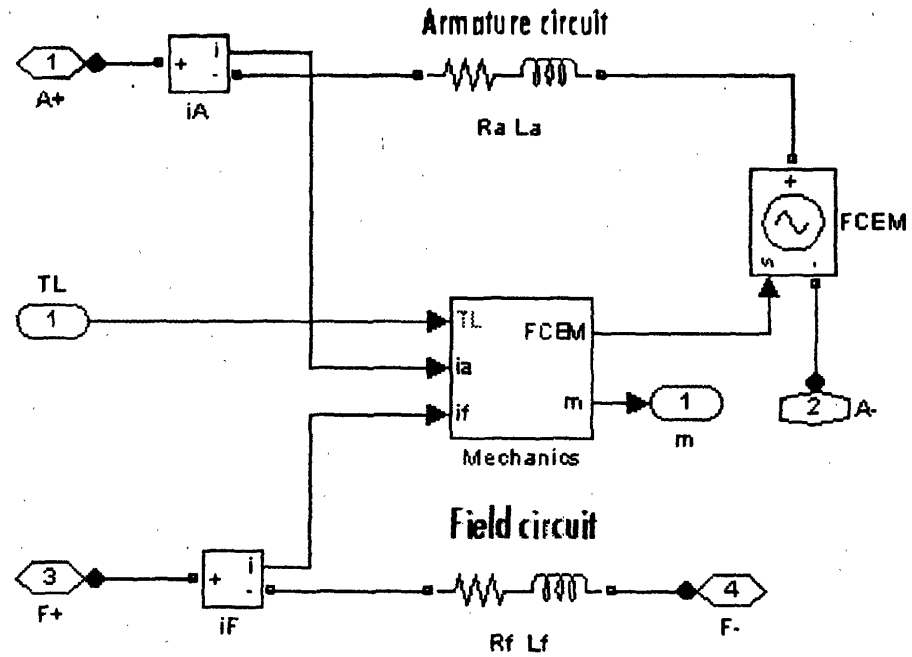 Armature circuit
1
A+
+
i
-
iA
Ra La
+
s
-
FCEM
TL
1
TL
ia
if
FCEM
m
Mechanics
1
m
2
A-
Field circuit
3
F+
+
i
-
iF
Rf Lf
4
F-